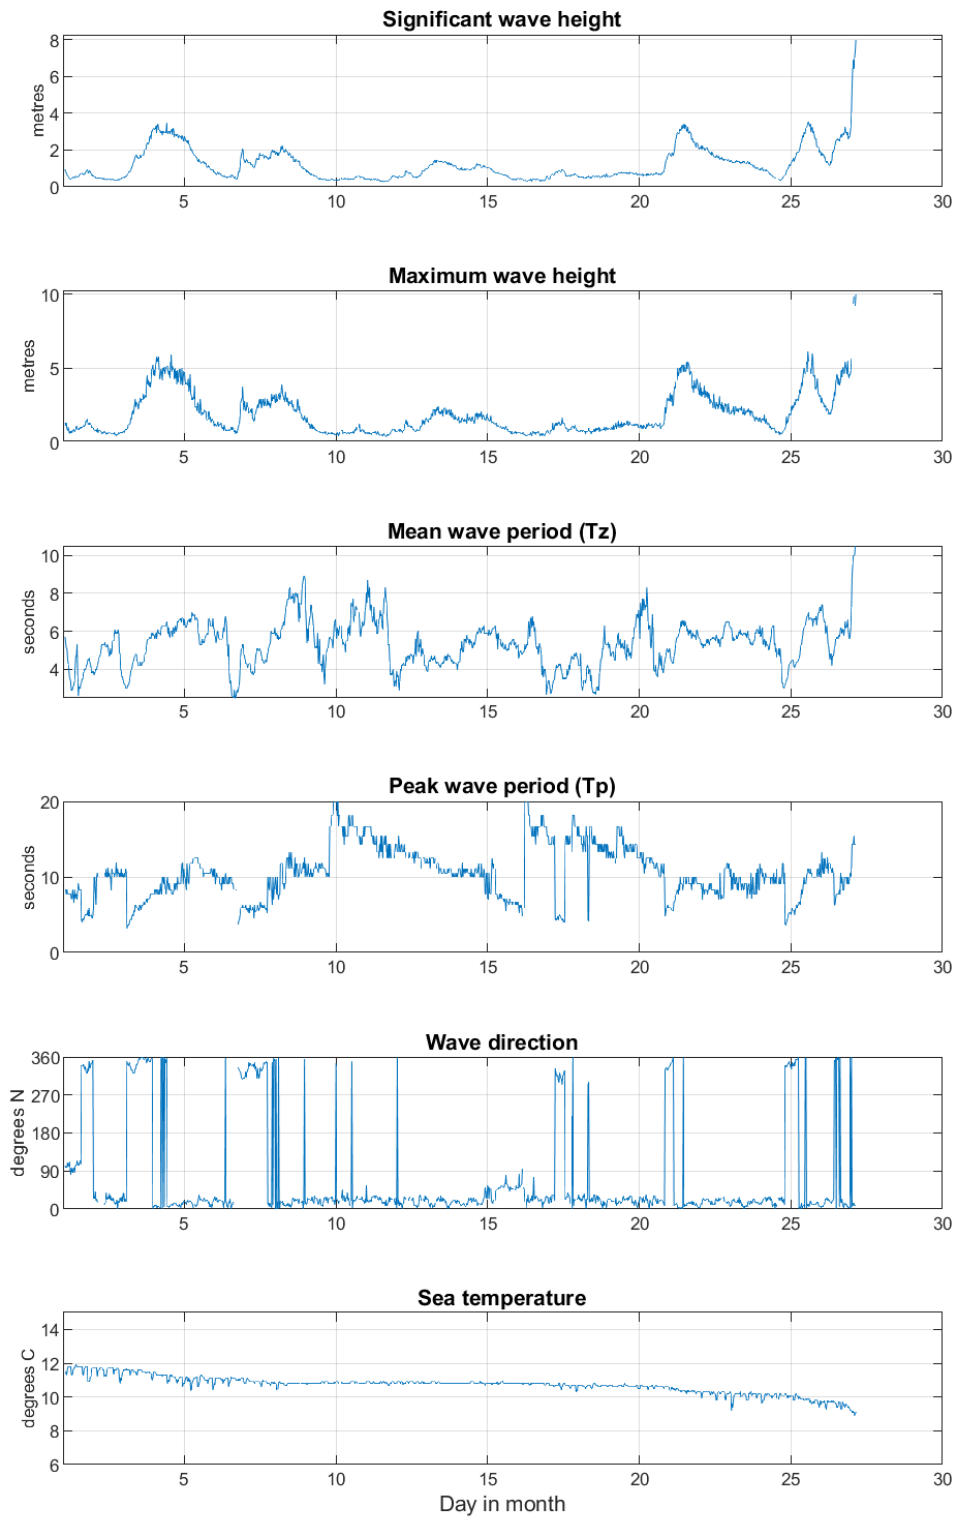 Significant wave height
metres
8
6
4
2
0
5 10 15 20 25 30
Maximum wave height
metres
10
5
0
5 10 15 20 25 30
Mean wave period (Tz)
seconds
10
8
6
4
5 10 15 20 25 30
Peak wave period (Tp)
seconds
20
10
0
5 10 15 20 25 30
Wave direction
degrees N
360
270
180
90
0
5 10 15 20 25 30
Sea temperature
degrees C
14
12
10
8
6
5 10 15 20 25 30
Day in month